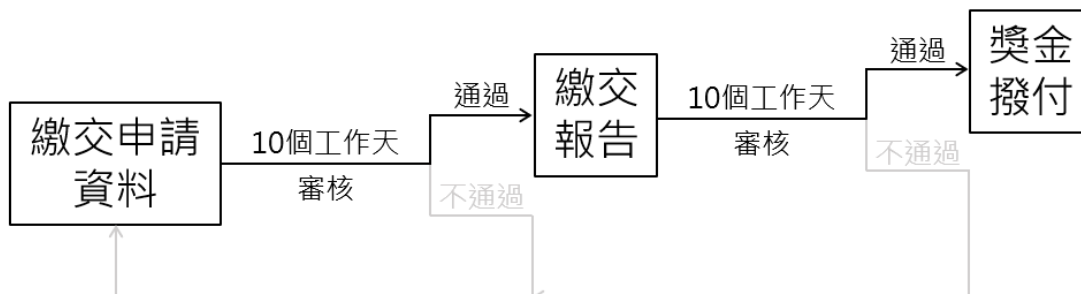 繳交申請
資料
10個工作天
審核
通過
不通過
繳交
報告
10個工作天
審核
通過
不通過
獎金
撥付